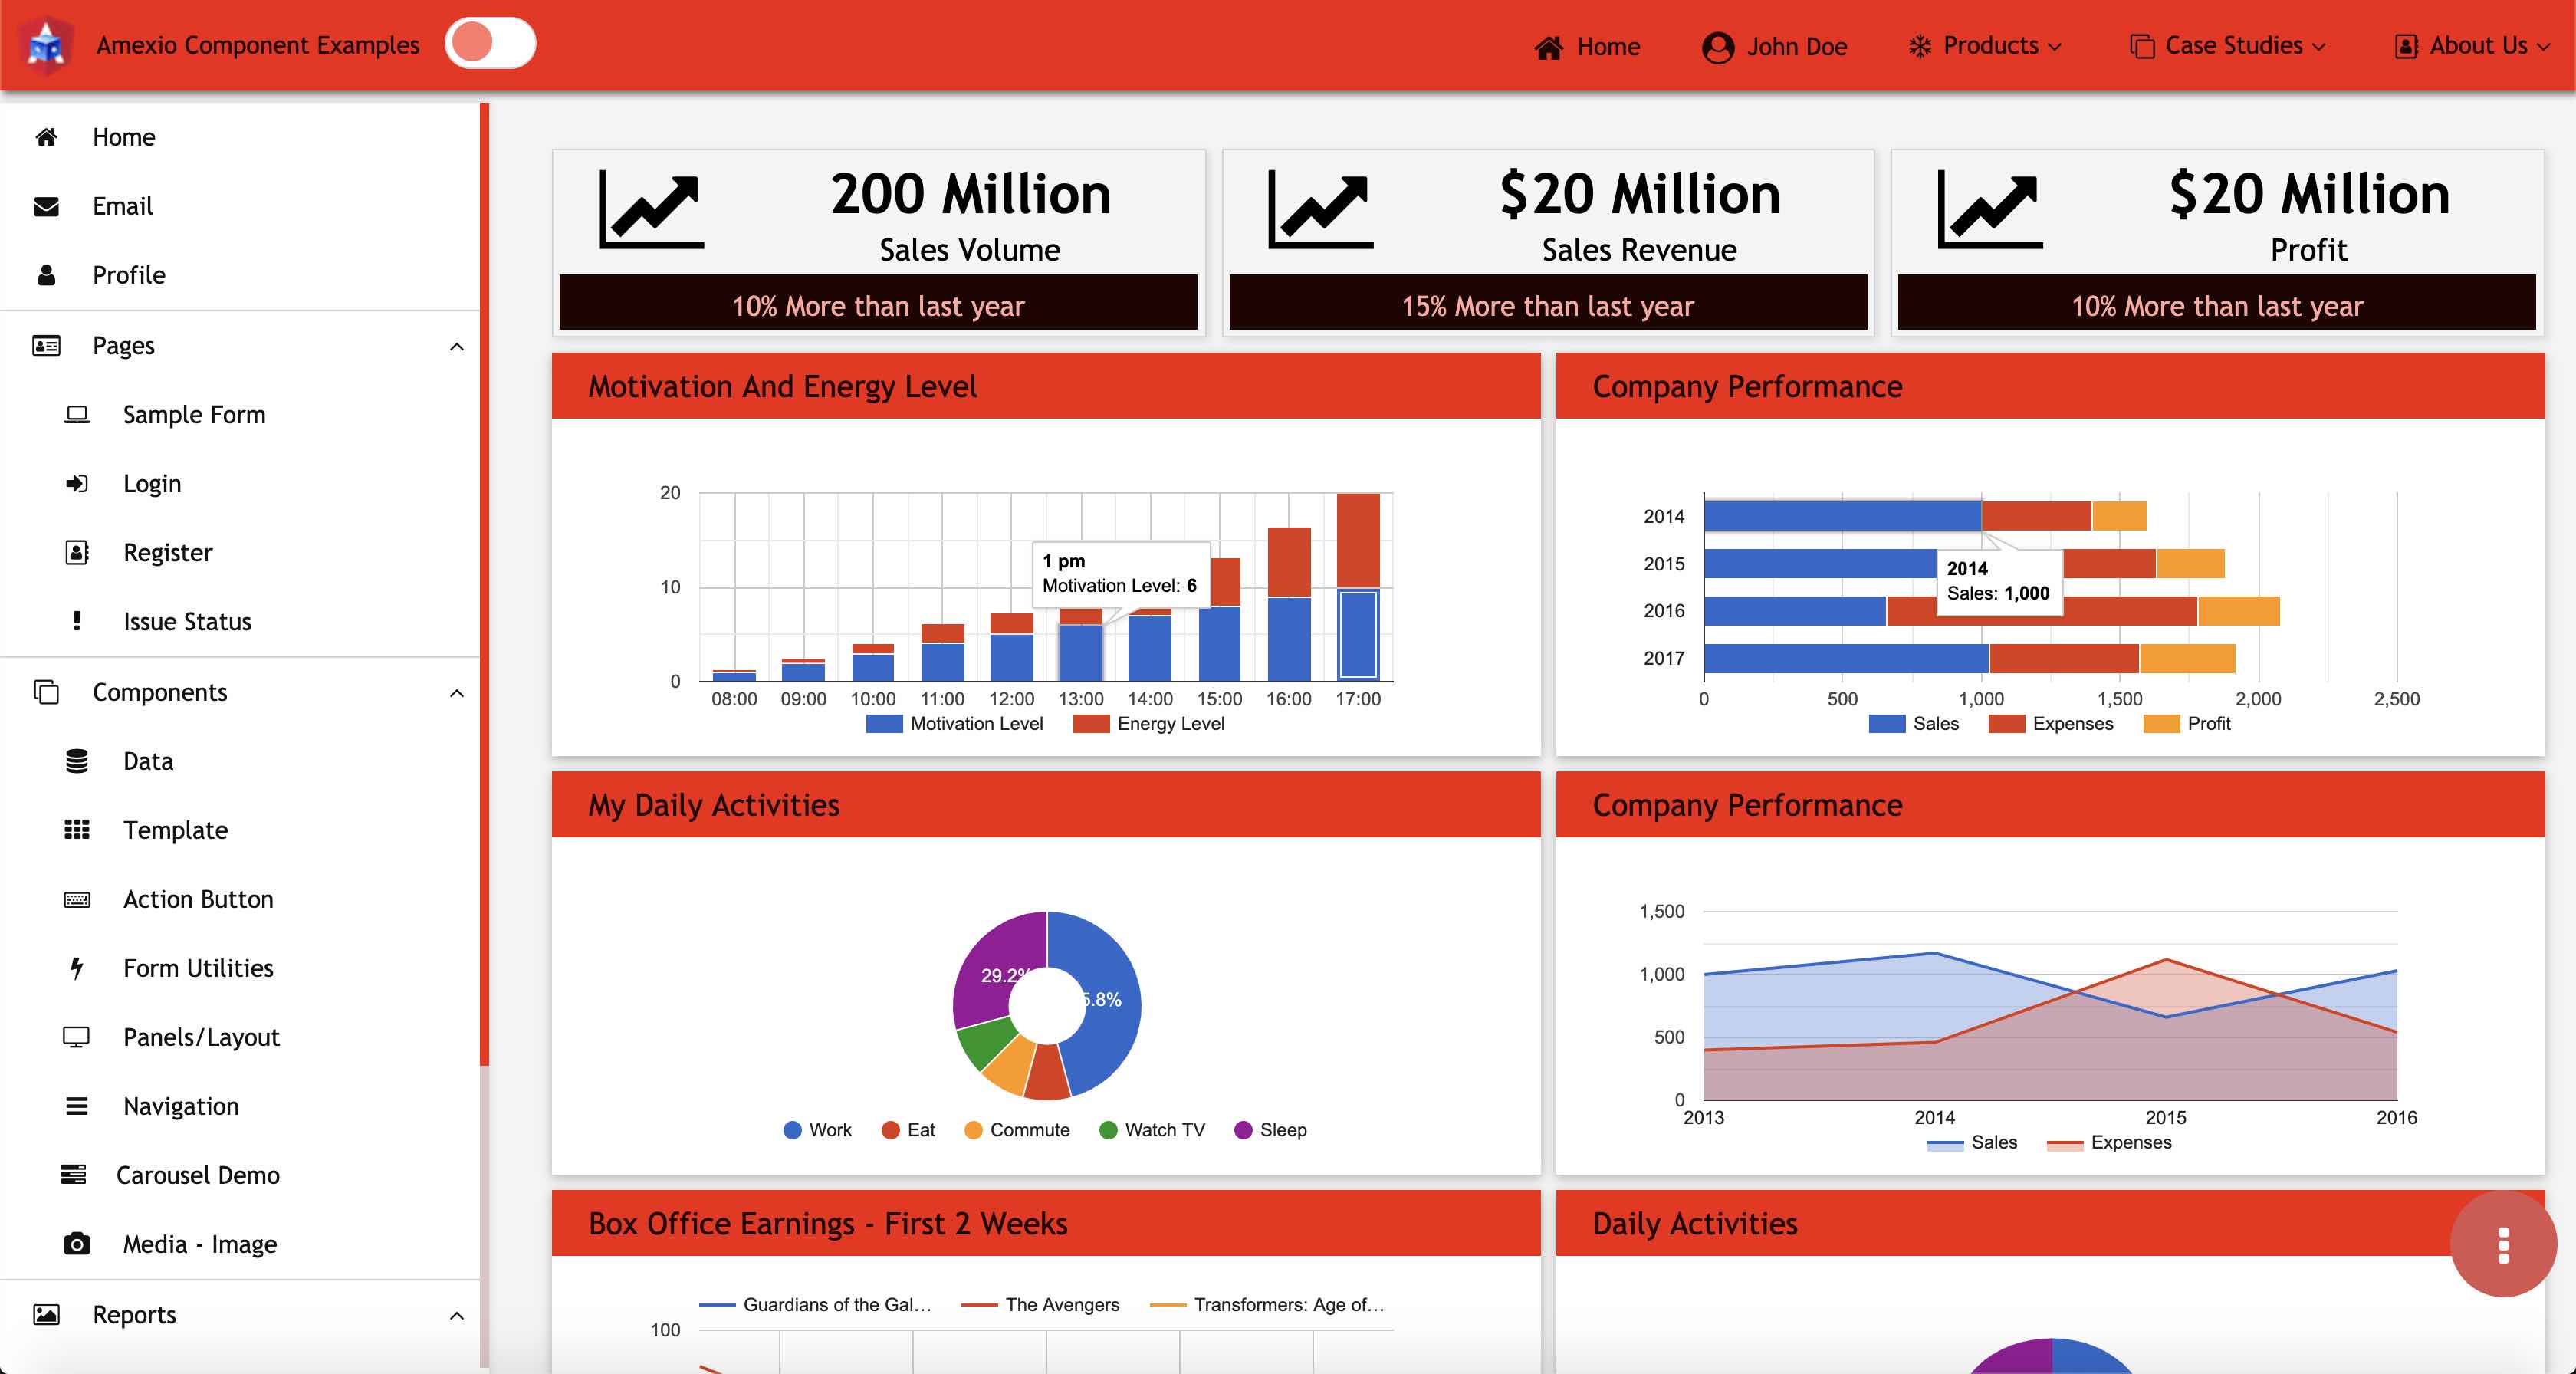 Amexio Component Examples
Home
John Doe
Products
Case Studies
About Us
Home
Email
Profile
Pages
Sample Form
Login
Register
Issue Status
Components
Data
Template
Action Button
Form Utilities
Panels/Layout
Navigation
Carousel Demo
Media - Image
Reports
200 Million
Sales Volume
10% More than last year
$20 Million
Sales Revenue
15% More than last year
$20 Million
Profit
10% More than last year
Motivation And Energy Level
20
10
0
1 pm
Motivation Level: 6
08:00 09:00 10:00 11:00 12:00 13:00 14:00 15:00 16:00 17:00
Motivation Level Energy Level
Company Performance
2014
2015
2016
2017
2014
Sales: 1,000
0 500 1,000 1,500 2,000 2,500
Sales Expenses Profit
My Daily Activities
29.2%
5.8%
Work Eat Commute Watch TV Sleep
Company Performance
1,500
1,000
500
0
2013 2014 2015 2016
Sales Expenses
Box Office Earnings - First 2 Weeks
Guardians of the Gal... The Avengers Transformers: Age of...
100
Daily Activities